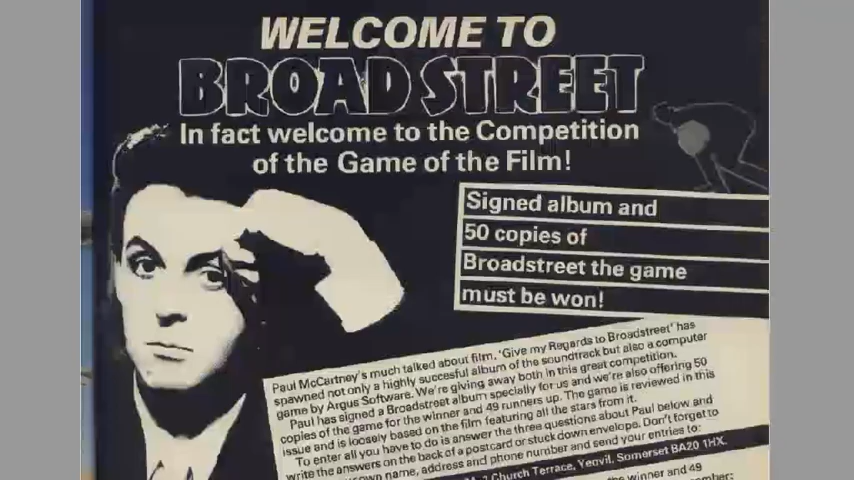 WELCOME TO
BROAD STREET
In fact welcome to the Competition
of the Game of the Film!
Signed album and
50 copies of
Broadstreet the game
must be won!
Paul McCartney's much talked about film, 'Give my Regards to Broadstreet' has
spawned not only a highly succesful album of the soundtrack but also a computer
game by Argus Software. We're giving away both in this great competition.
Paul has signed a Broadstreet album specially for us and we're also offering 50
copies of the game for the winner and 49 runners up. The game is reviewed in this
issue and is loosely based on the film featuring all the stars from it.
To enter all you have to do is answer the three questions about Paul below and
write the answers on the back of a postcard or stuck down envelope. Don't forget to
own name, address and phone number and send your entries to:
Church Terrace, Yeovil, Somerset BA20 1HX.
the winner and 49